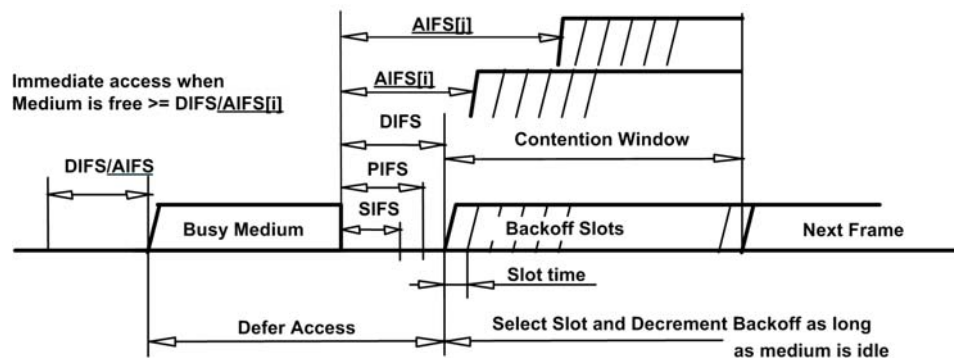 AIFS[j]
Immediate access when
Medium is free >= DIFS/AIFS[i]
AIFS[i]
DIFS
Contention Window
DIFS/AIFS
PIFS
SIFS
Busy Medium
Backoff Slots
Next Frame
Slot time
Defer Access
Select Slot and Decrement Backoff as long
as medium is idle